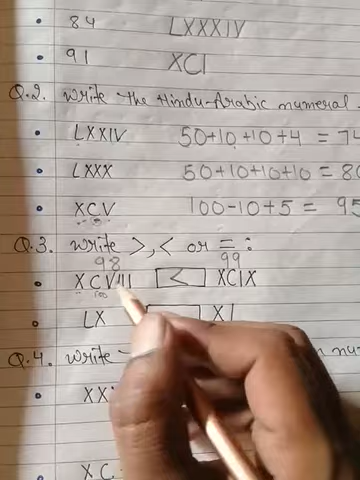 • 84 LXXXIV
• 91 XCI
Q.2. Write the Hindu-Arabic numeral
• LXXIV 50+10+10+4 = 74
• LXXX 50+10+10+10 = 80
• XCV 100-10+5 = 95
Q.3. Write >, < or = :
98 99
• XCVIII < XCIX
100
• LX XL
Q.4. Write
• XX
• XC